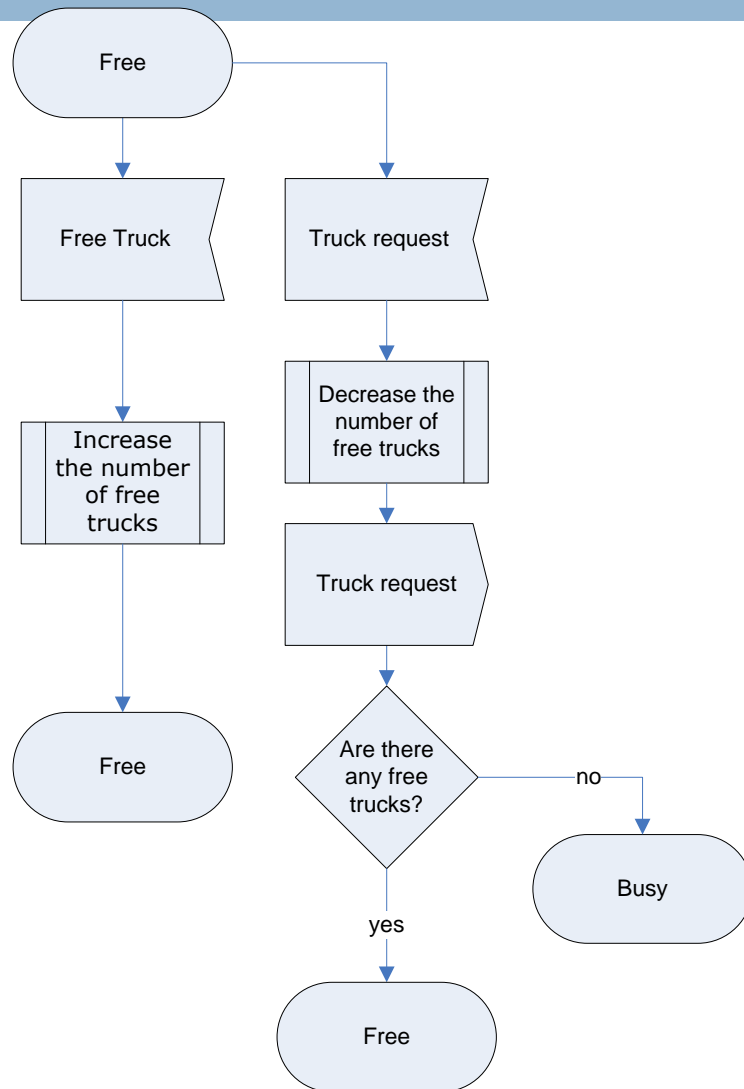 Free
Free Truck
Truck request
Decrease the
number of
free trucks
Increase
the number
of free
trucks
Truck request
Are there
any free
trucks?
no
Free
Busy
yes
Free